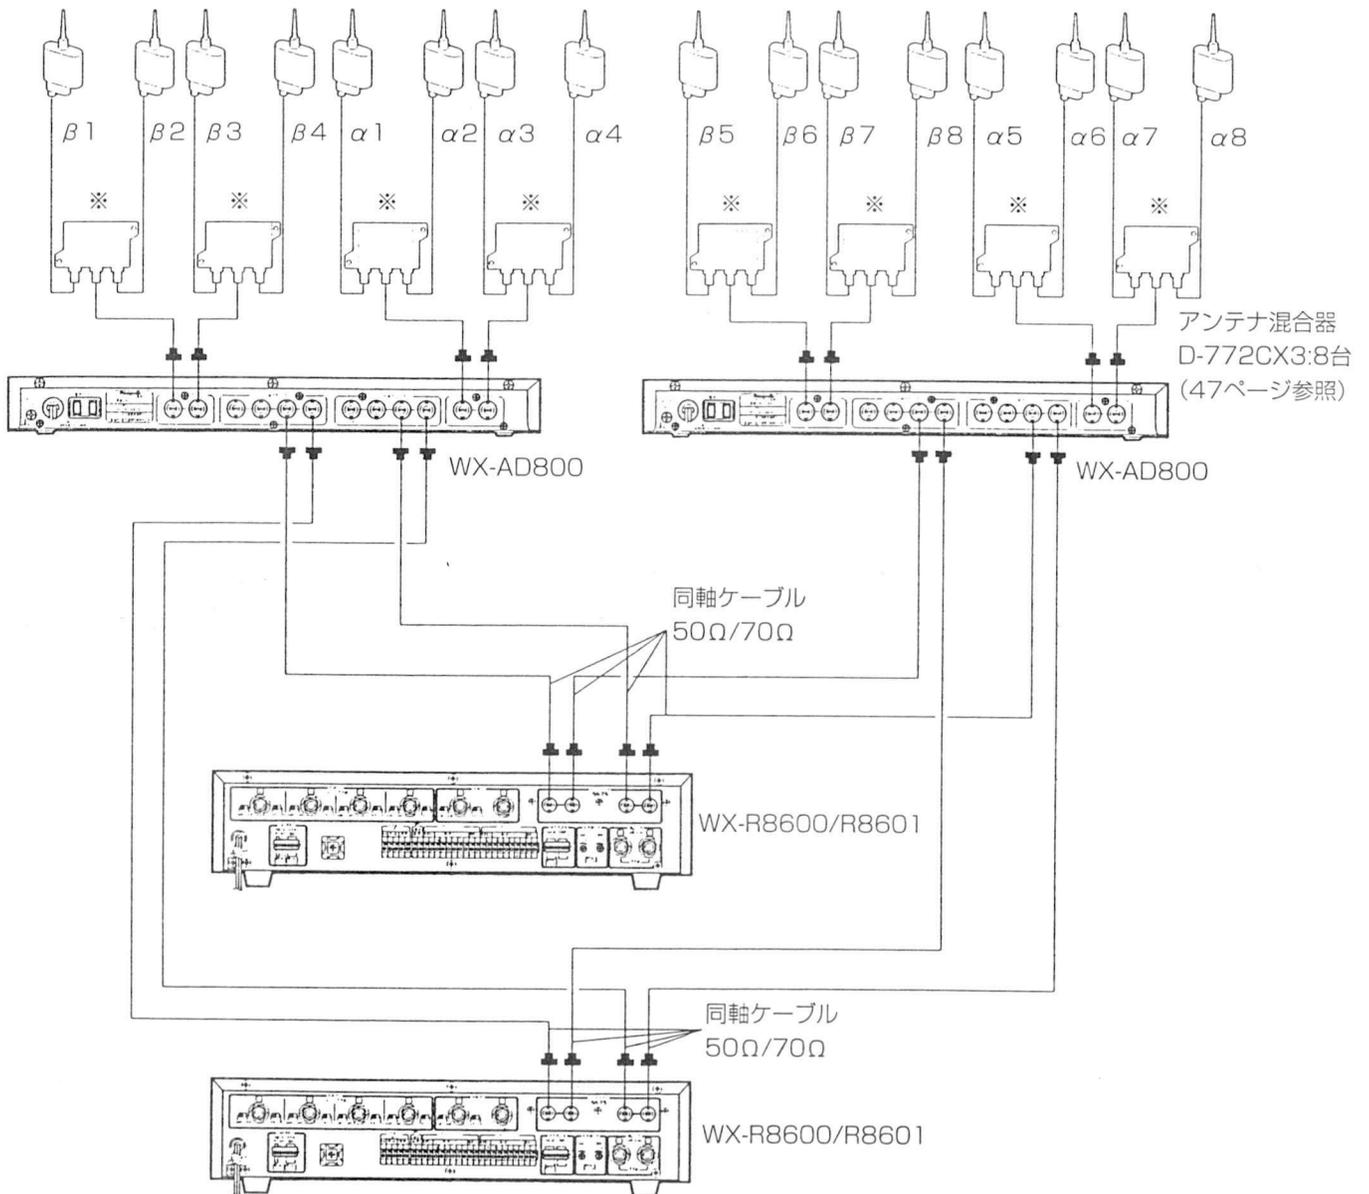 β1
β2
β3
β4
α1
α2
α3
α4
β5
β6
β7
β8
α5
α6
α7
α8
※
※
※
※
※
※
※
※
アンテナ混合器
D-772CX3:8台
(47ページ参照)
WX-AD800
WX-AD800
同軸ケーブル
50Ω/70Ω
WX-R8600/R8601
同軸ケーブル
50Ω/70Ω
WX-R8600/R8601